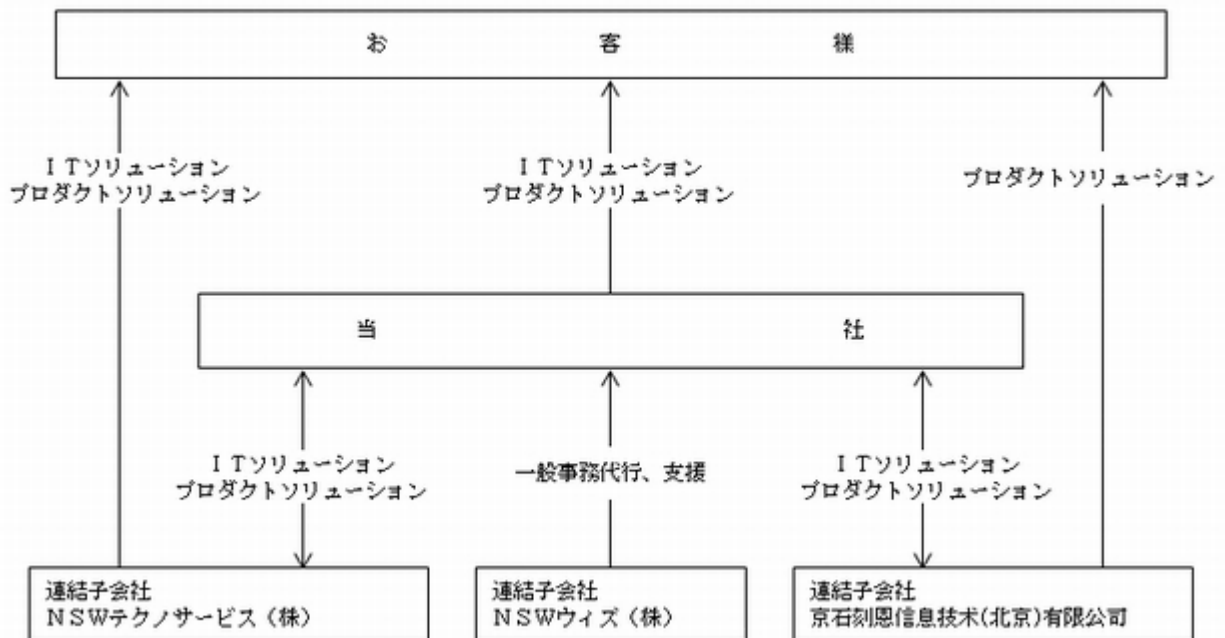 お客様
ＩＴソリューション
プロダクトソリューション
ＩＴソリューション
プロダクトソリューション
プロダクトソリューション
当社
ＩＴソリューション
プロダクトソリューション
一般事務代行、支援
ＩＴソリューション
プロダクトソリューション
連結子会社
ＮＳＷテクノサービス（株）
連結子会社
ＮＳＷウィズ（株）
連結子会社
京石刻恩信息技术(北京)有限公司